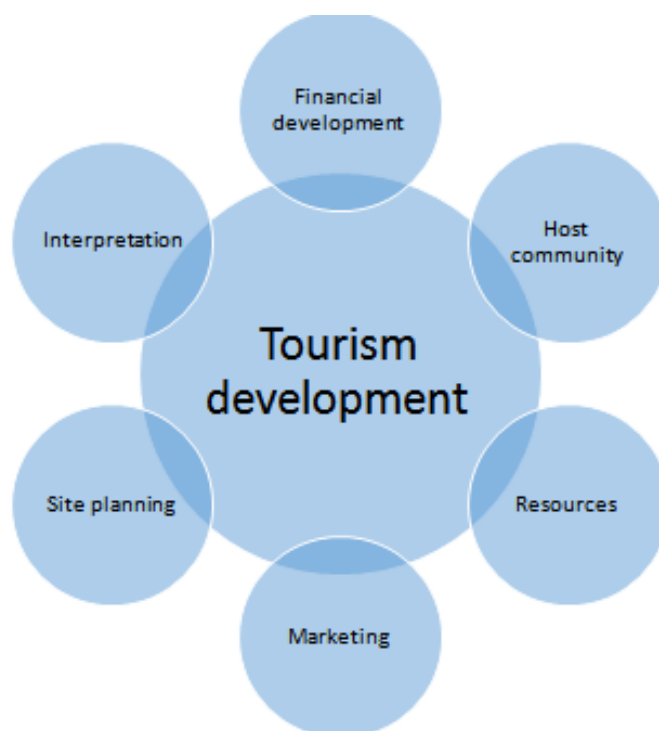 Financial
development
Interpretation
Host
community
Tourism
development
Site planning
Resources
Marketing